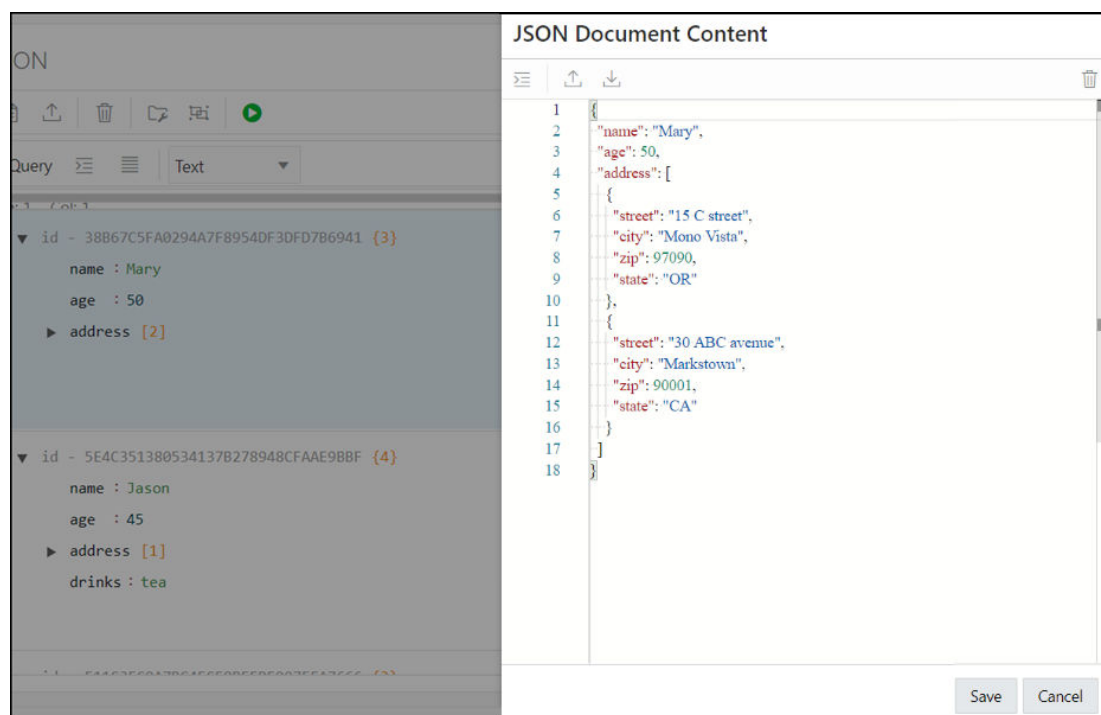 ON
Query
Text
id - 38B67C5FA0294A7F8954DF3DFD7B6941 {3}
name : Mary
age : 50
address [2]
id - 5E4C351380534137B278948CFAAE9BBF {4}
name : Jason
age : 45
address [1]
drinks : tea
JSON Document Content
1 {
2 "name": "Mary",
3 "age": 50,
4 "address": [
5 {
6 "street": "15 C street",
7 "city": "Mono Vista",
8 "zip": 97090,
9 "state": "OR"
10 },
11 {
12 "street": "30 ABC avenue",
13 "city": "Markstown",
14 "zip": 90001,
15 "state": "CA"
16 }
17 ]
18 }
Save Cancel